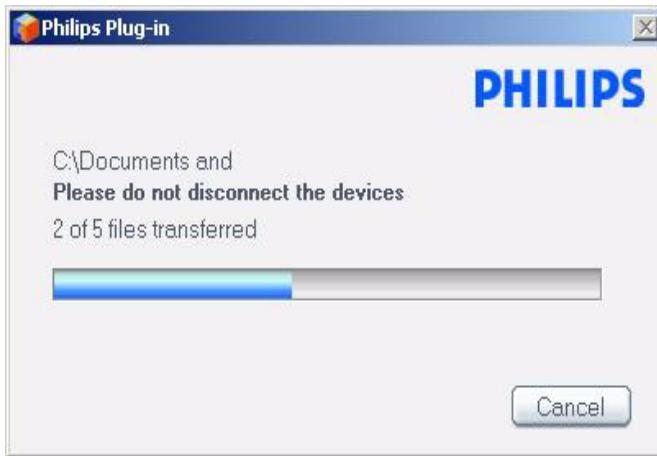 Philips Plug-in
PHILIPS
C:\Documents and
Please do not disconnect the devices
2 of 5 files transferred
Cancel